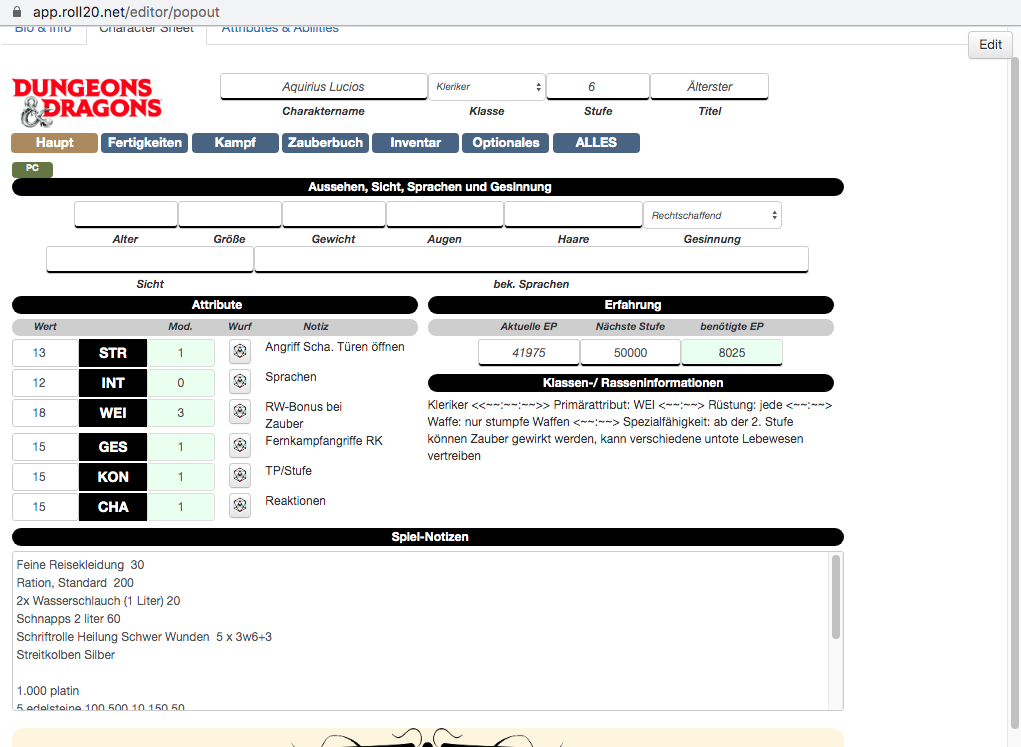 app.roll20.net/editor/popout
Bio & Info Character Sheet Attributes & Abilities
Edit
DUNGEONS & DRAGONS
Aquirius Lucios Kleriker 6 Älterster
Charaktername Klasse Stufe Titel
Haupt Fertigkeiten Kampf Zauberbuch Inventar Optionales ALLES
PC
Aussehen, Sicht, Sprachen und Gesinnung
Rechtschaffend
Alter Größe Gewicht Augen Haare Gesinnung
Sicht bek. Sprachen
Attribute
Wert Mod. Wurf Notiz
13 STR 1 Angriff Scha. Türen öffnen
12 INT 0 Sprachen
18 WEI 3 RW-Bonus bei
Zauber
15 GES 1 Fernkampfangriffe RK
15 KON 1 TP/Stufe
15 CHA 1 Reaktionen
Erfahrung
Aktuelle EP Nächste Stufe benötigte EP
41975 50000 8025
Klassen-/ Rasseninformationen
Kleriker <<~~:~~:~~>> Primärattribut: WEI <~~:~~> Rüstung: jede <~~:~~>
Waffe: nur stumpfe Waffen <~~:~~> Spezialfähigkeit: ab der 2. Stufe
können Zauber gewirkt werden, kann verschiedene untote Lebewesen
vertreiben
Spiel-Notizen
Feine Reisekleidung 30
Ration, Standard 200
2x Wasserschlauch (1 Liter) 20
Schnapps 2 liter 60
Schriftrolle Heilung Schwer Wunden 5 x 3w6+3
Streitkolben Silber
1.000 platin
5 edelsteine 100 500 10 150 50